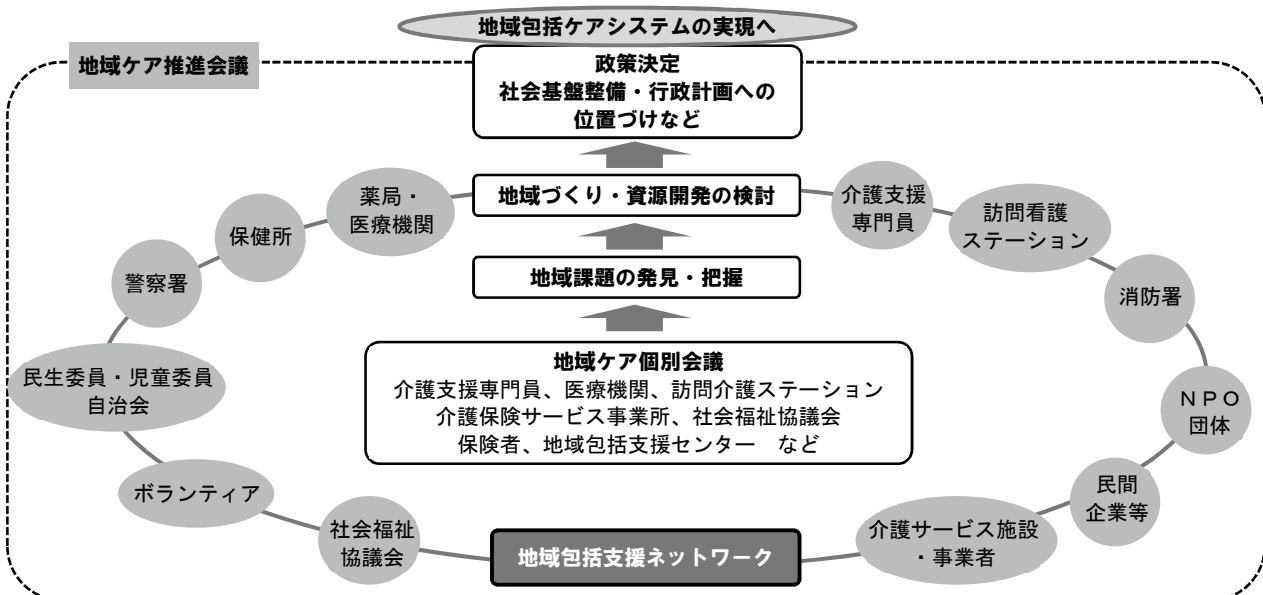 地域包括ケアシステムの実現へ
地域ケア推進会議
政策決定
社会基盤整備・行政計画への
位置づけなど
地域づくり・資源開発の検討
地域課題の発見・把握
地域ケア個別会議
介護支援専門員、医療機関、訪問介護ステーション
介護保険サービス事業所、社会福祉協議会
保険者、地域包括支援センター　など
薬局・
医療機関
保健所
警察署
民生委員・児童委員
自治会
ボランティア
社会福祉
協議会
地域包括支援ネットワーク
介護支援
専門員
訪問看護
ステーション
消防署
ＮＰＯ
団体
民間
企業等
介護サービス施設
・事業者